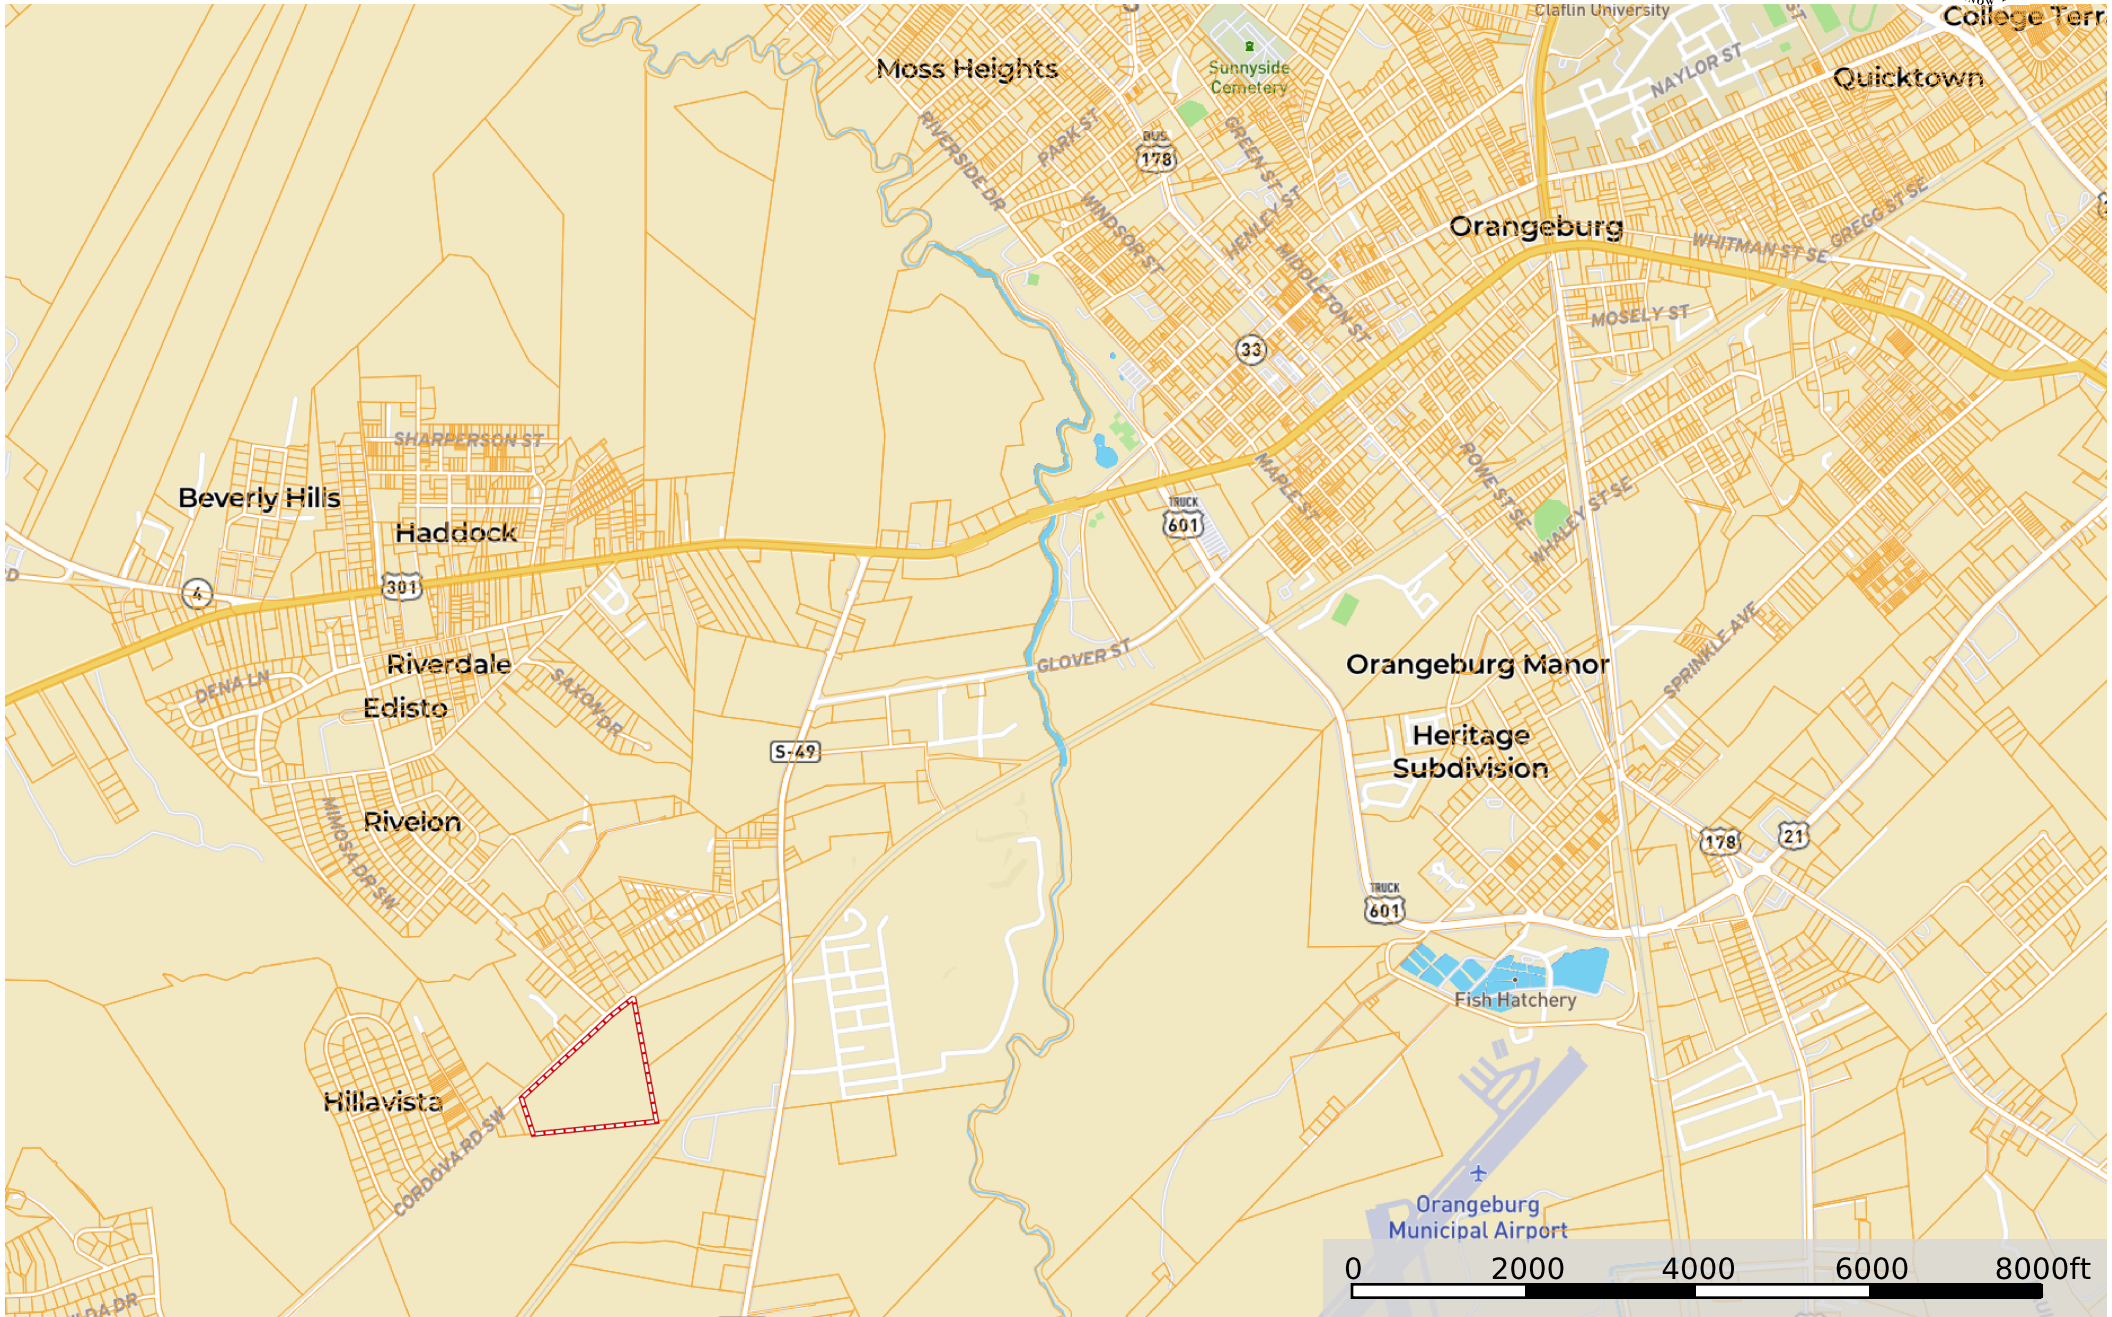 Claflin University
College Terr
Moss Heights
Sunnyside
Cemetery
NAYLOR ST
Quicktown
RIVERSIDE DR
PARK ST
BUS
178
GREEN ST
WINDSOR ST
HENLEY ST
MIDDLETON ST
Orangeburg
WHITMAN ST SE
GREGG ST SE
MOSELY ST
33
SHARPERSON ST
Beverly Hills
Haddock
MAPLE ST
TRUCK
601
ROWE ST SE
WHALEY ST SE
4
301
Riverdale
GLOVER ST
Orangeburg Manor
SPRINKLE AVE
DENA LN
Edisto
SAXON DR
S-49
Heritage
Subdivision
MIMOSA DR SW
Rivelon
178
21
TRUCK
601
Fish Hatchery
Hillavista
CORDOVA RD SW
Orangeburg
Municipal Airport
0 2000 4000 6000 8000ft